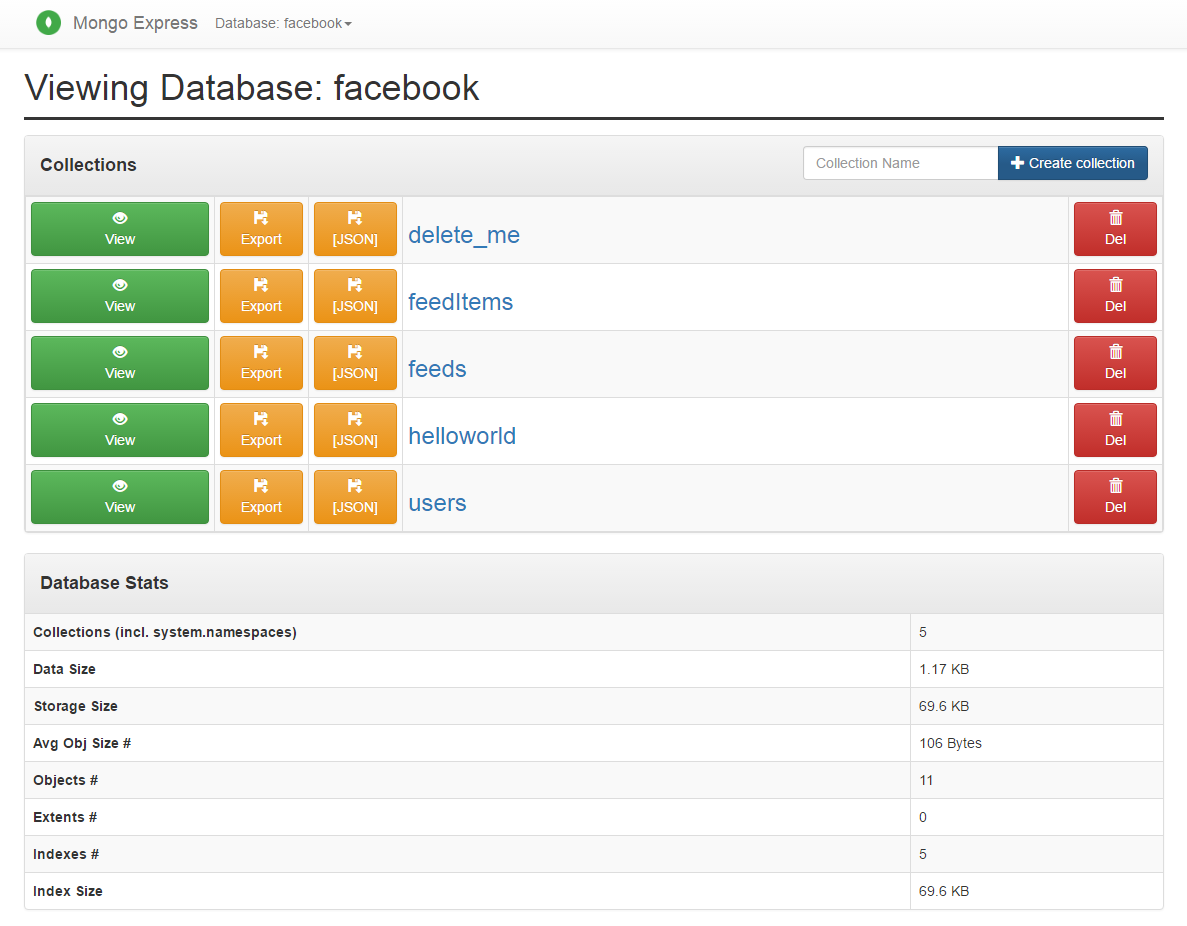 Mongo Express Database: facebook
Viewing Database: facebook
Collections Collection Name Create collection
View Export [JSON] delete_me Del
View Export [JSON] feedItems Del
View Export [JSON] feeds Del
View Export [JSON] helloworld Del
View Export [JSON] users Del
Database Stats
Collections (incl. system.namespaces) 5
Data Size 1.17 KB
Storage Size 69.6 KB
Avg Obj Size # 106 Bytes
Objects # 11
Extents # 0
Indexes # 5
Index Size 69.6 KB